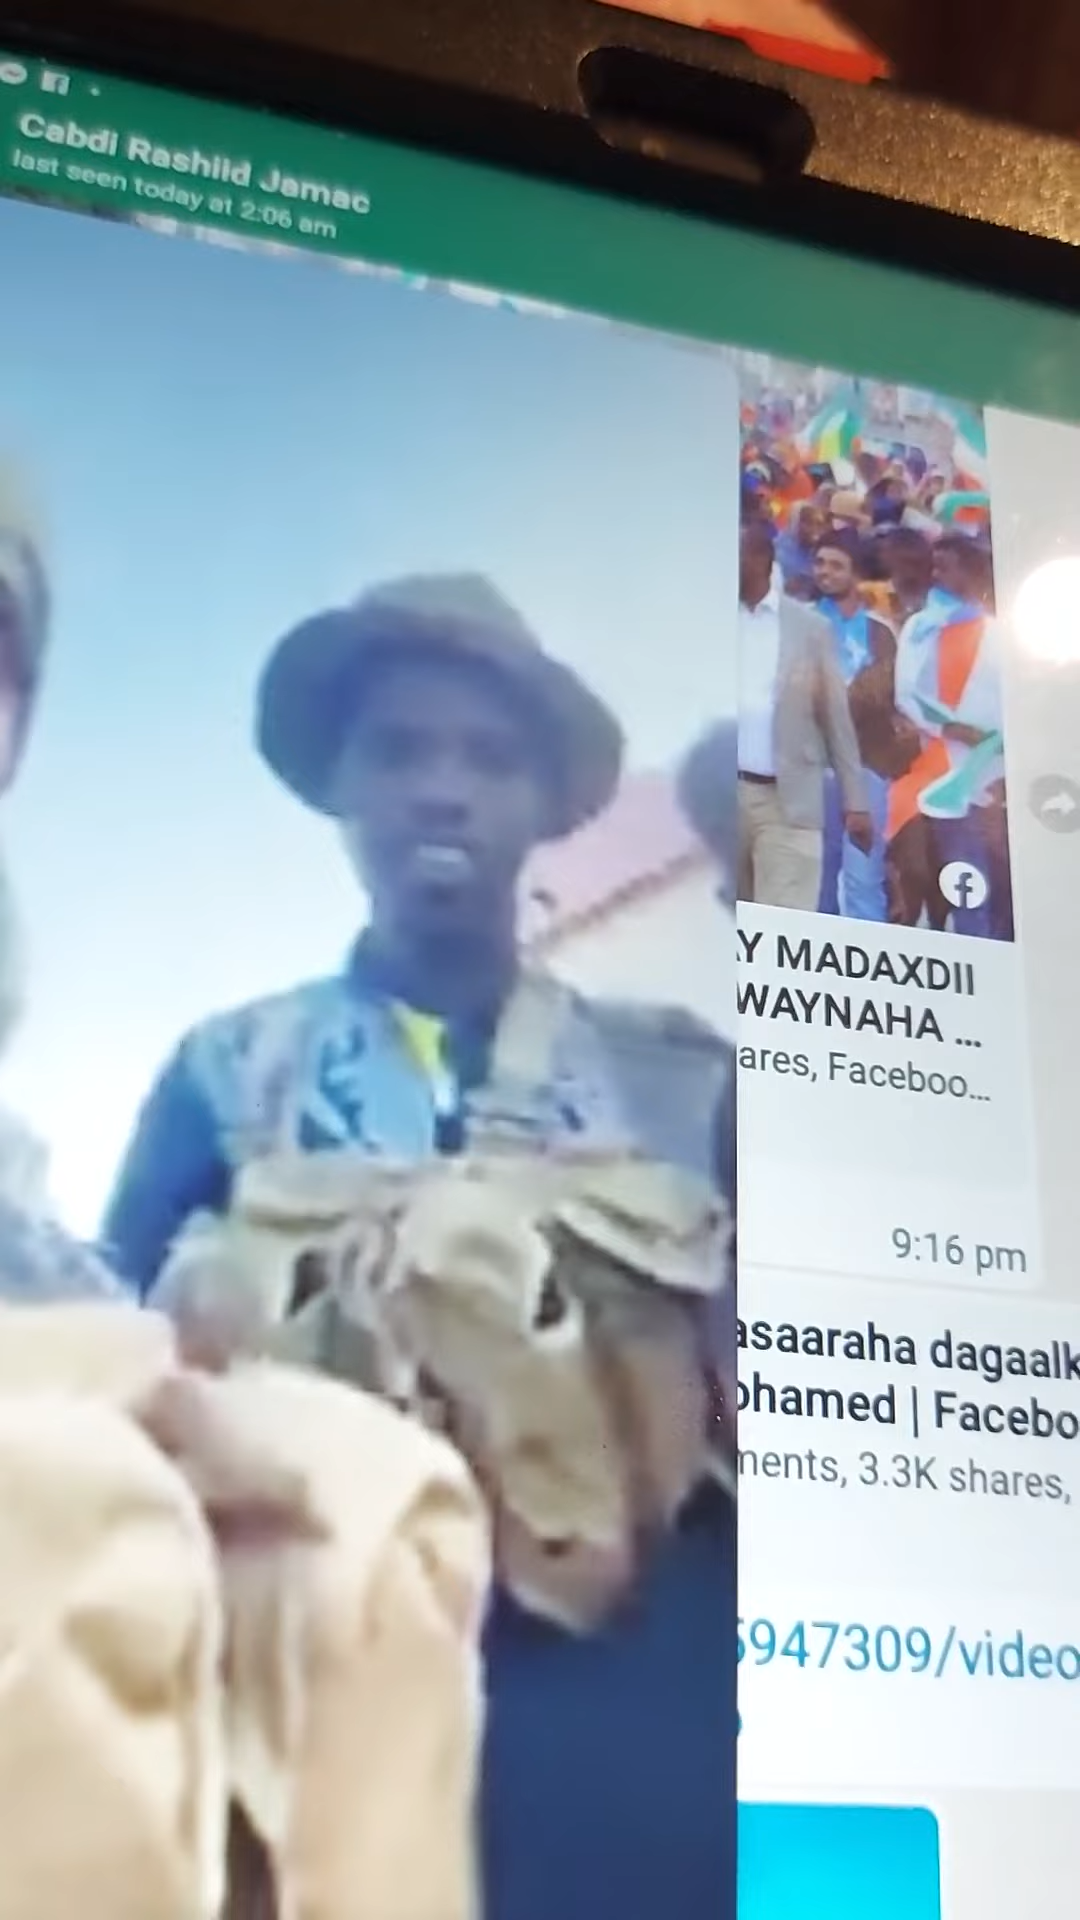 Cabdi Rashiid Jamac
last seen today at 2:06 am
Y MADAXDII
WAYNAHA ...
ares, Faceboo...
9:16 pm
asaaraha dagaalk
ohamed | Facebo
ments, 3.3K shares,
5947309/video